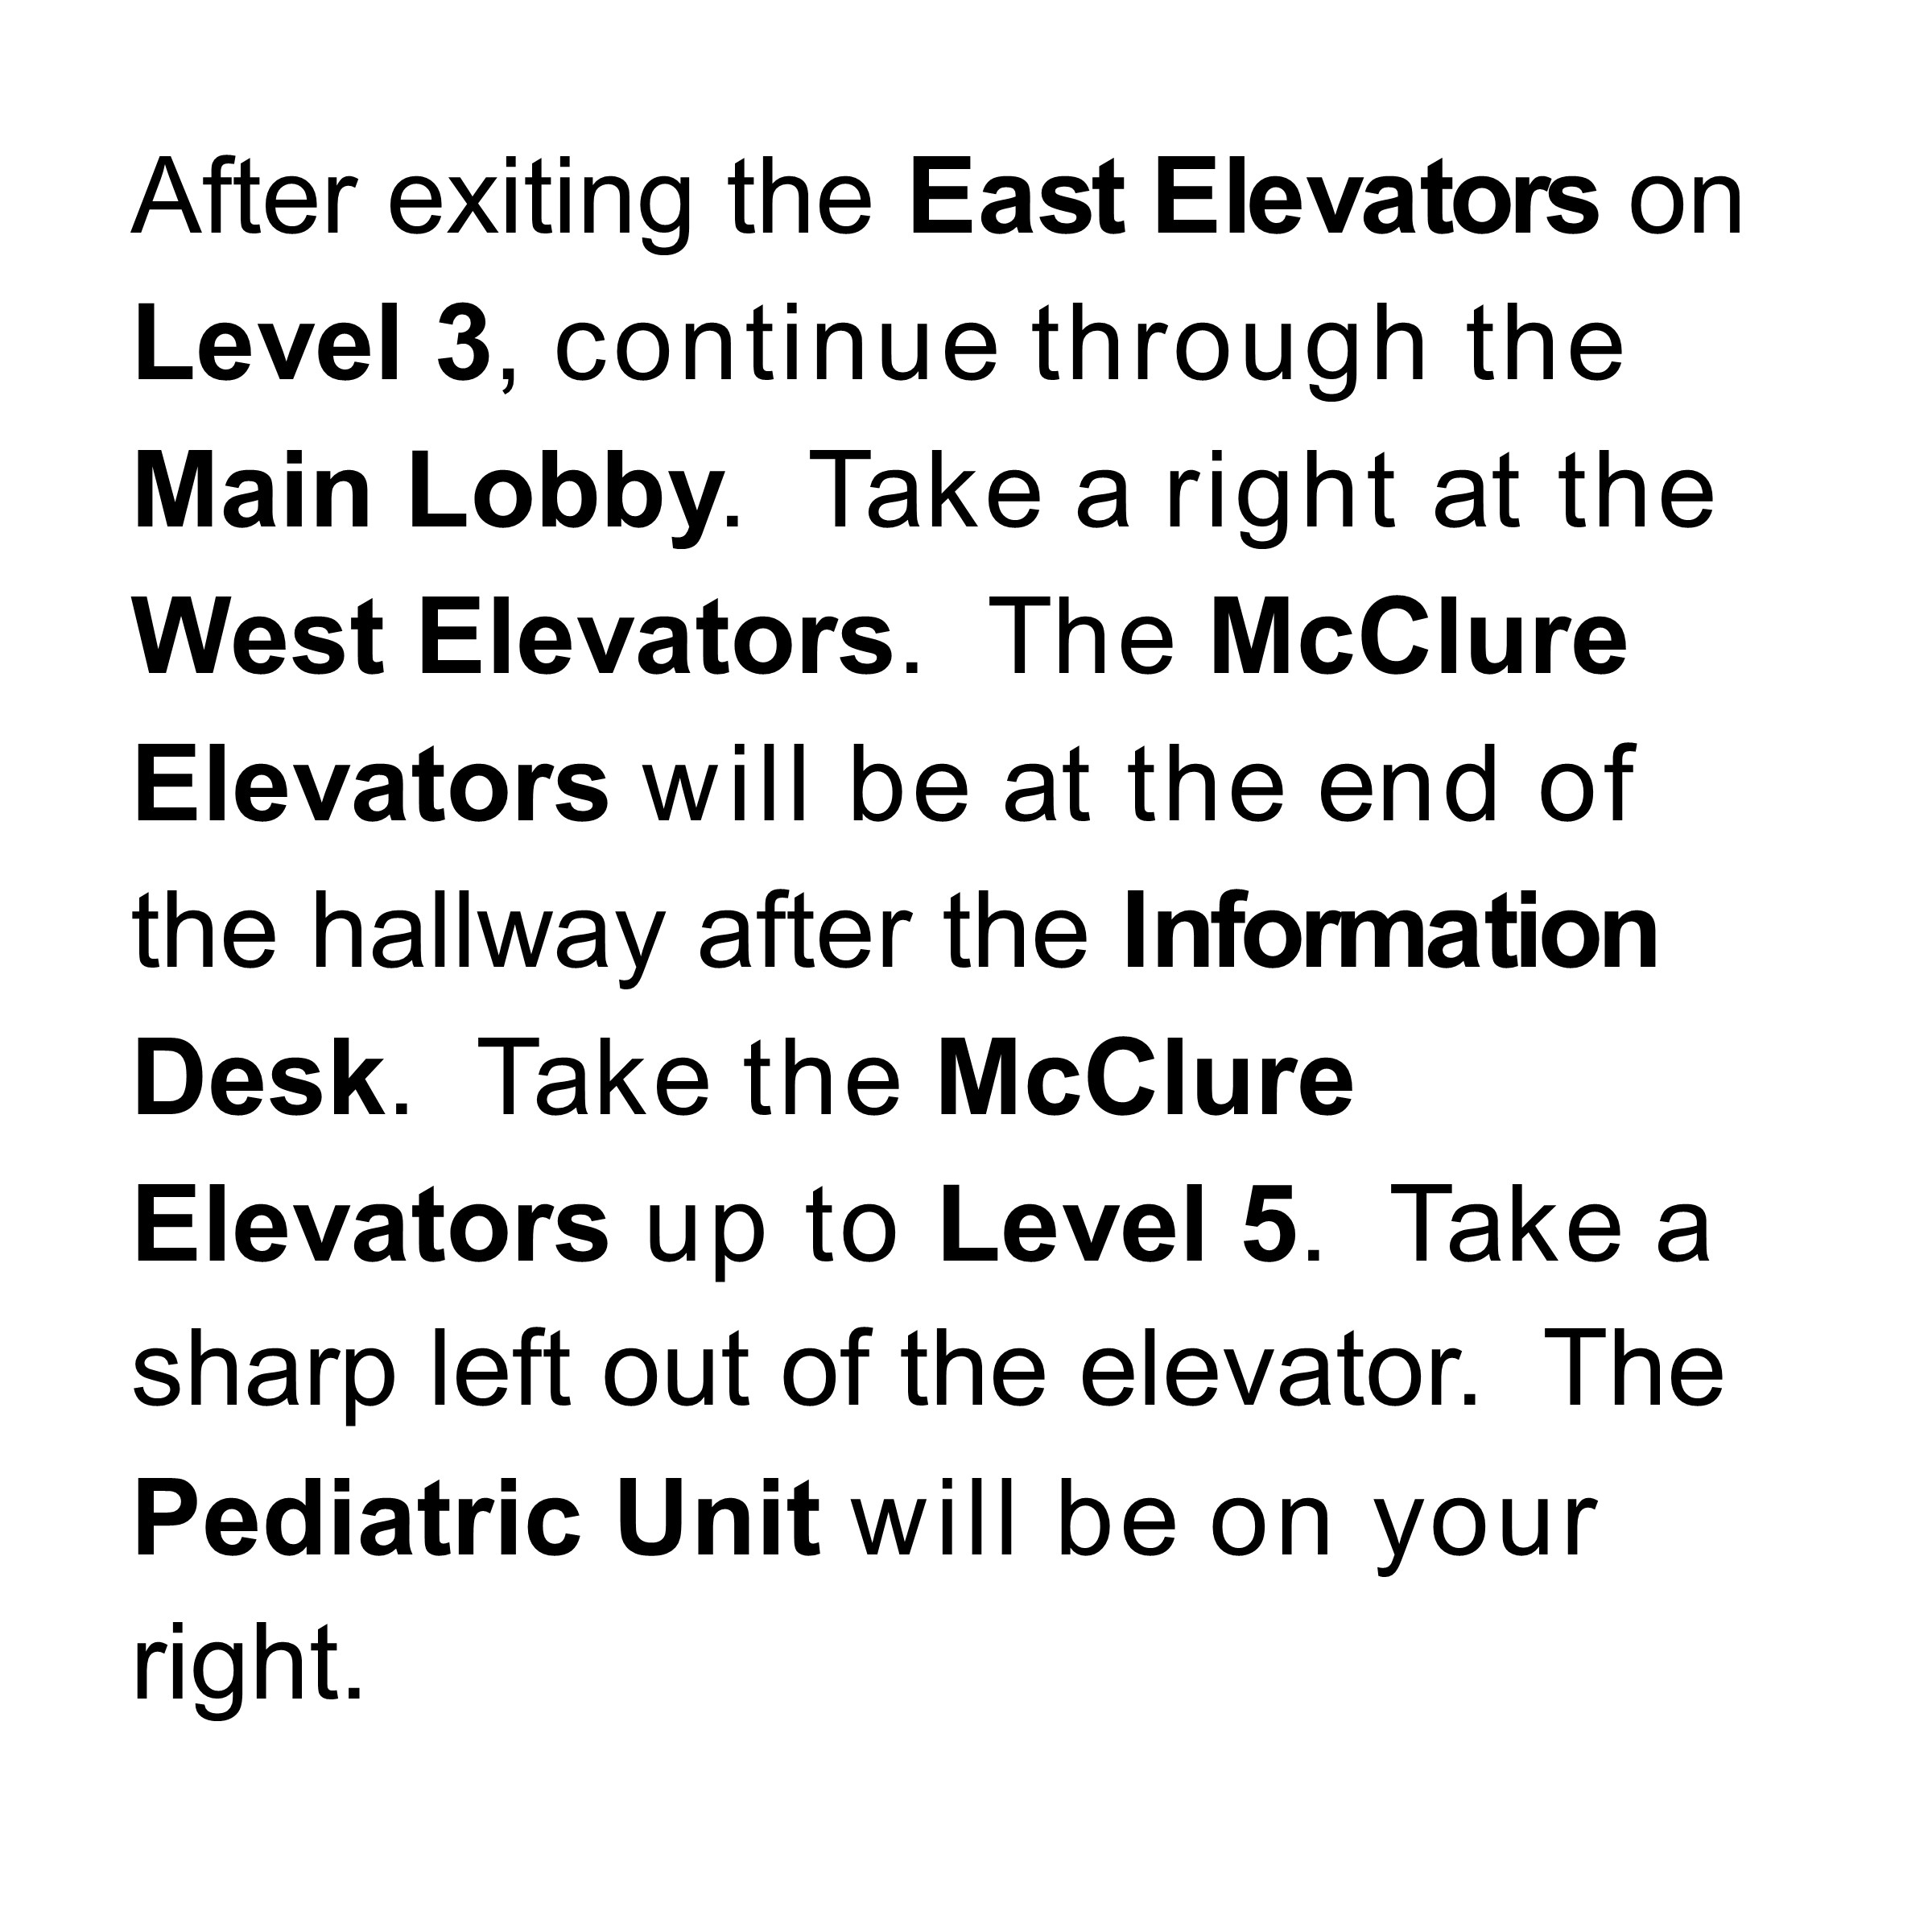 After exiting the East Elevators on
Level 3, continue through the
Main Lobby.  Take a right at the
West Elevators.  The McClure
Elevators will be at the end of
the hallway after the Information
Desk.  Take the McClure
Elevators up to Level 5.  Take a
sharp left out of the elevator.  The
Pediatric Unit will be on your
right.